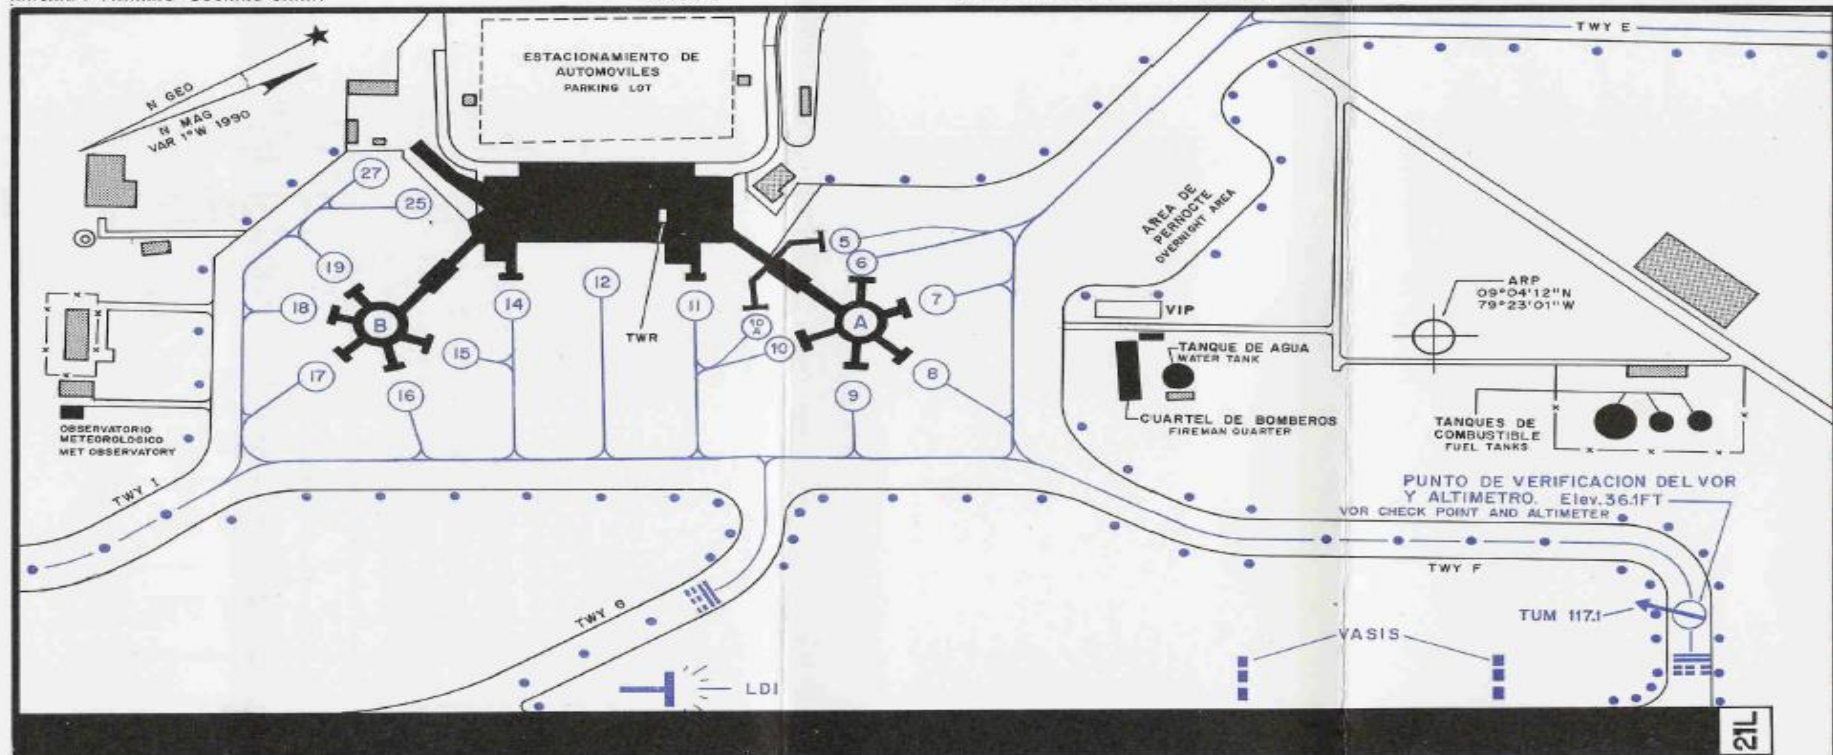 N GEO
N MAG
VAR 1°W 1990
ESTACIONAMIENTO DE
AUTOMOVILES
PARKING LOT
TWY E
27
25
19
18
17
16
B
14
15
12
11
10
A
10
TWR
5
6
7
A
8
9
AREA DE
PERNOCTE
OVERNIGHT AREA
VIP
TANQUE DE AGUA
WATER TANK
CUARTEL DE BOMBEROS
FIREMAN QUARTER
ARP
09°04'12"N
79°23'01"W
TANQUES DE
COMBUSTIBLE
FUEL TANKS
OBSERVATORIO
METEOROLOGICO
MET OBSERVATORY
TWY I
PUNTO DE VERIFICACION DEL VOR
Y ALTIMETRO. Elev. 36.1FT
VOR CHECK POINT AND ALTIMETER
TWY F
TWY G
TUM 117.1
VASIS
LDI
21L